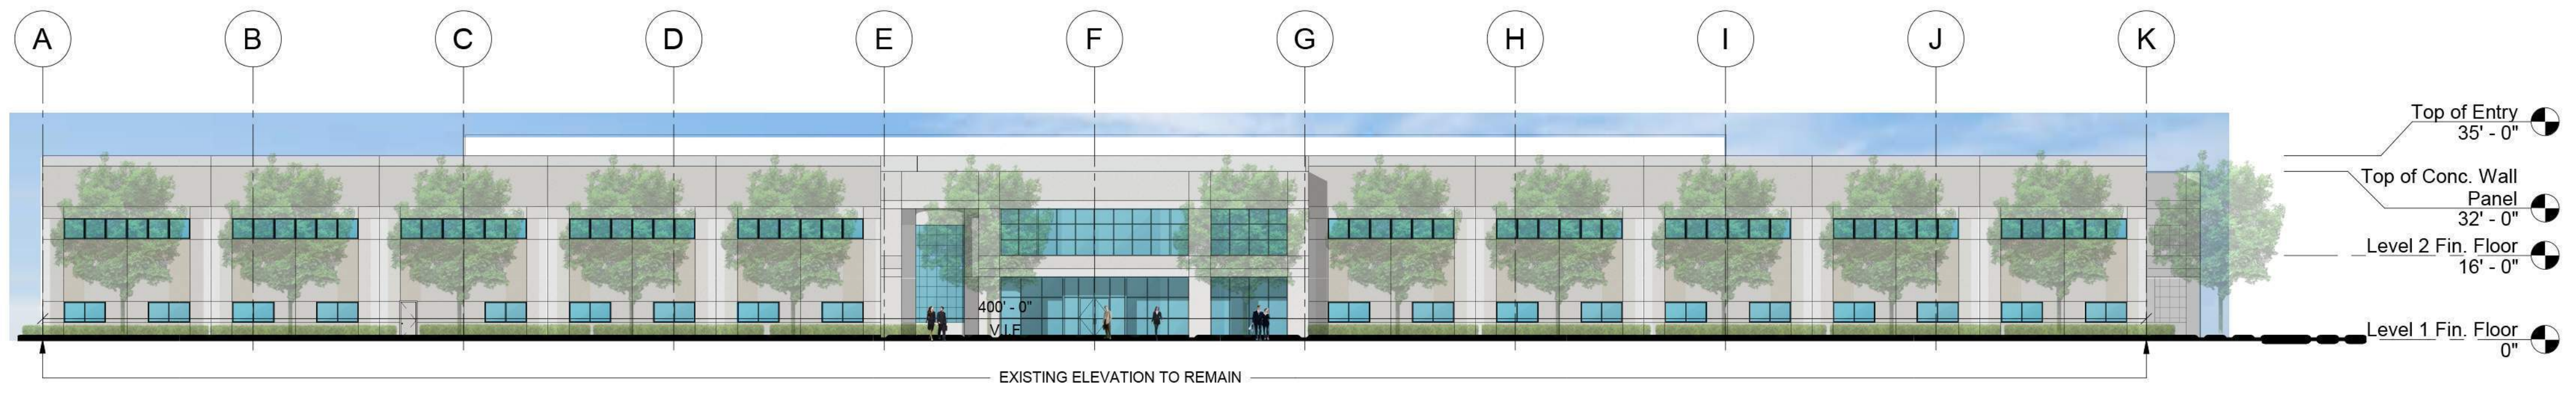 A B C D E F G H I J K
Top of Entry
35' - 0"
Top of Conc. Wall
Panel
32' - 0"
Level 2 Fin. Floor
16' - 0"
400' - 0"
V.I.F
Level 1 Fin. Floor
0"
EXISTING ELEVATION TO REMAIN